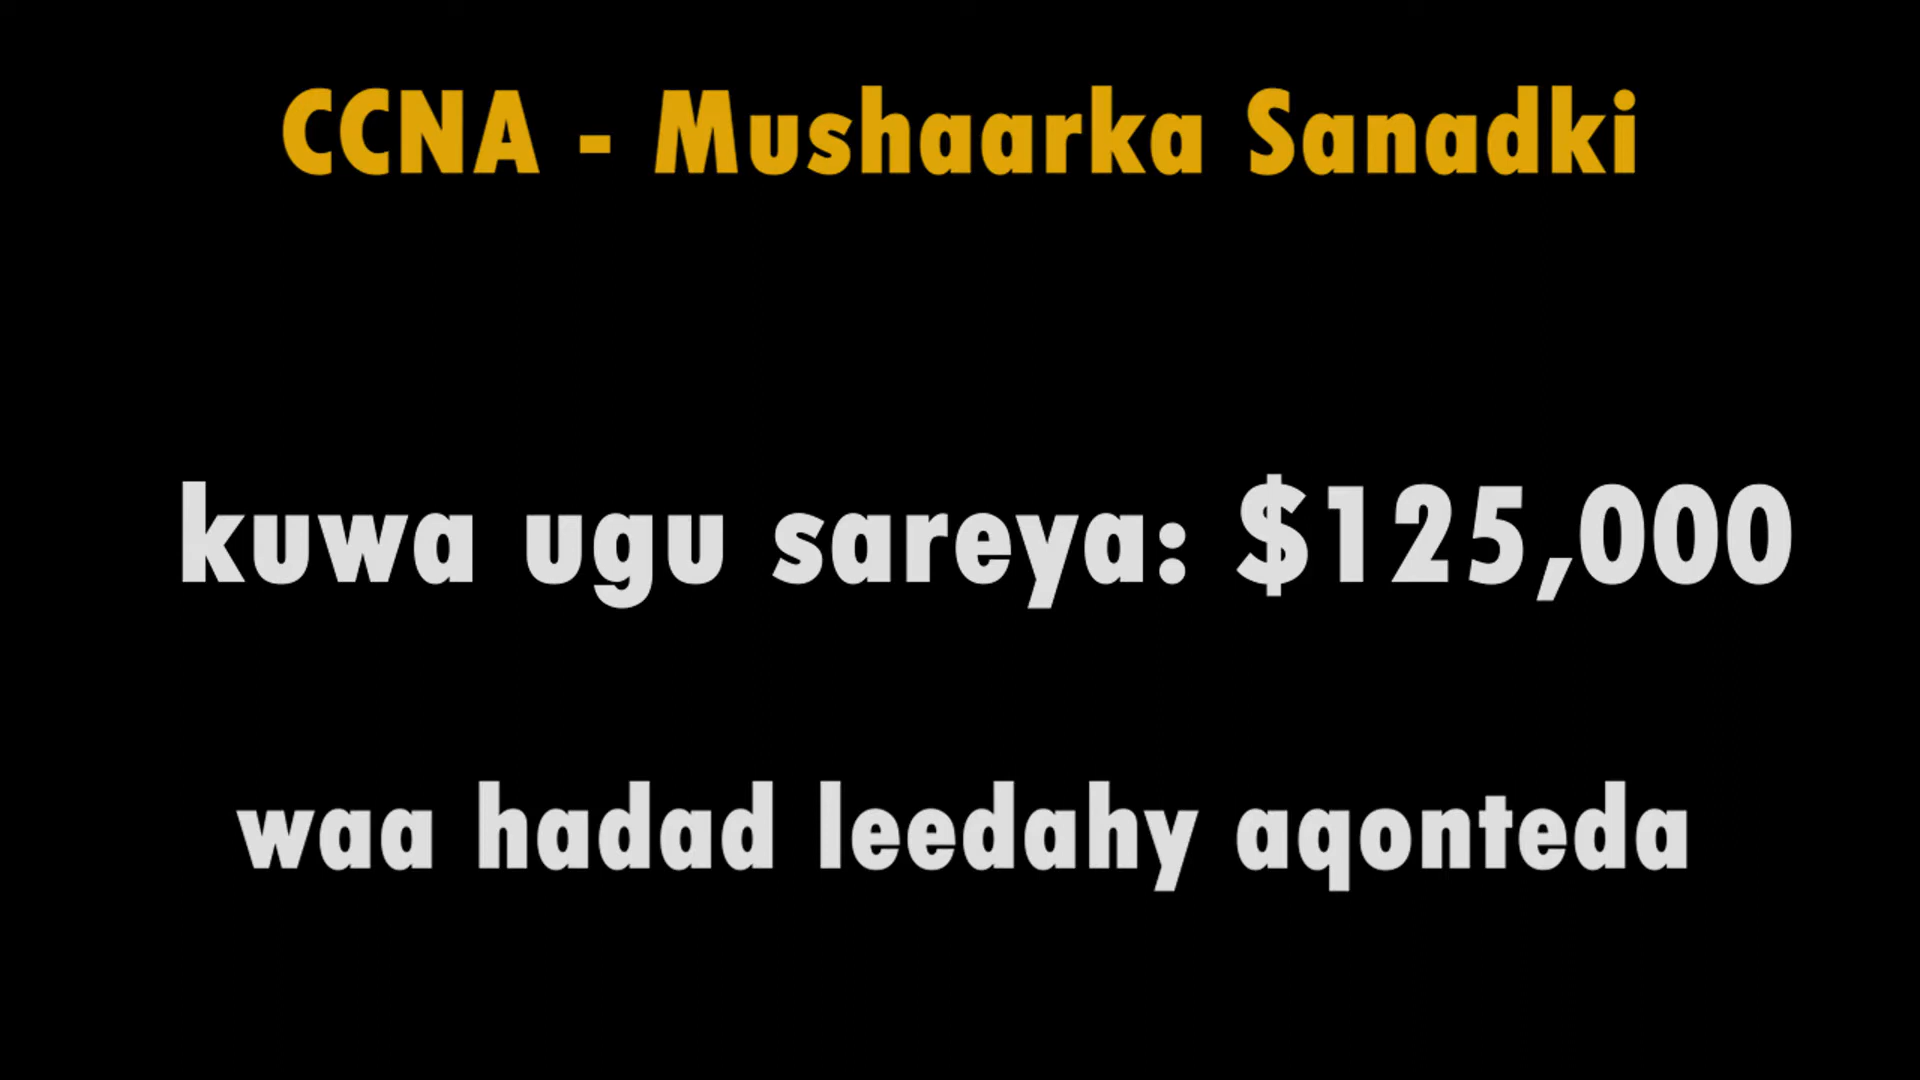 CCNA - Mushaarka Sanadki
kuwa ugu sareya: $125,000
waa hadad leedahy aqonteda